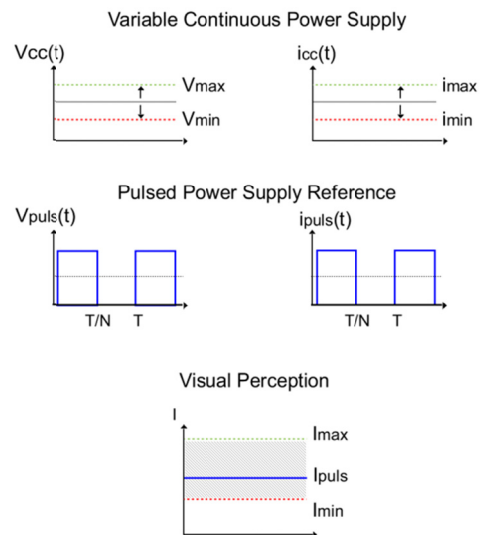 Variable Continuous Power Supply
Vcc(t)
Vmax
Vmin
icc(t)
imax
imin
Pulsed Power Supply Reference
Vpuls(t)
T/N T
ipuls(t)
T/N T
Visual Perception
I
Imax
Ipuls
Imin